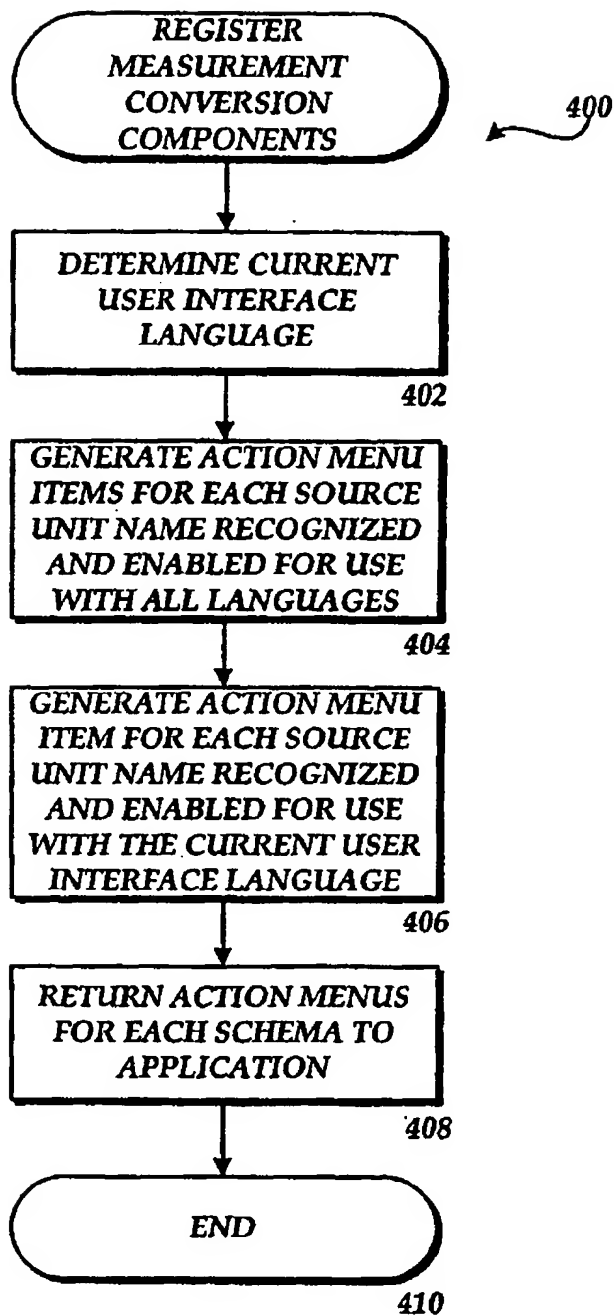 REGISTER
MEASUREMENT
CONVERSION
COMPONENTS
400
DETERMINE CURRENT
USER INTERFACE
LANGUAGE
402
GENERATE ACTION MENU
ITEMS FOR EACH SOURCE
UNIT NAME RECOGNIZED
AND ENABLED FOR USE
WITH ALL LANGUAGES
404
GENERATE ACTION MENU
ITEM FOR EACH SOURCE
UNIT NAME RECOGNIZED
AND ENABLED FOR USE
WITH THE CURRENT USER
INTERFACE LANGUAGE
406
RETURN ACTION MENUS
FOR EACH SCHEMA TO
APPLICATION
408
END
410